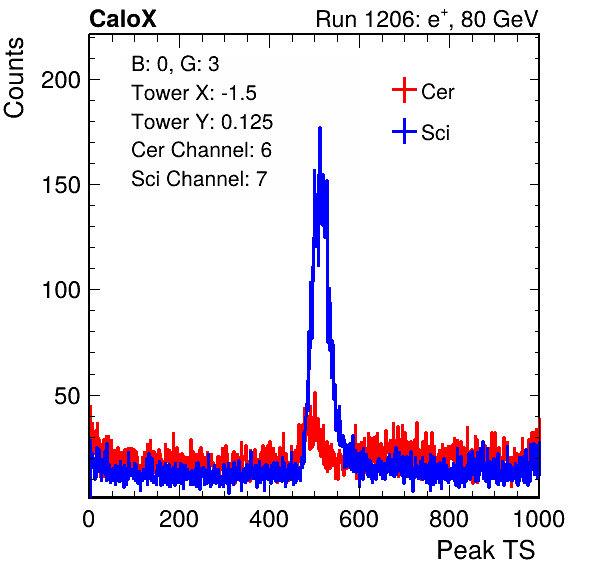 CaloX Run 1206: e+, 80 GeV
B: 0, G: 3
Tower X: -1.5
Tower Y: 0.125
Cer Channel: 6
Sci Channel: 7
Cer
Sci
Counts
200
150
100
50
0 200 400 600 800 1000
Peak TS